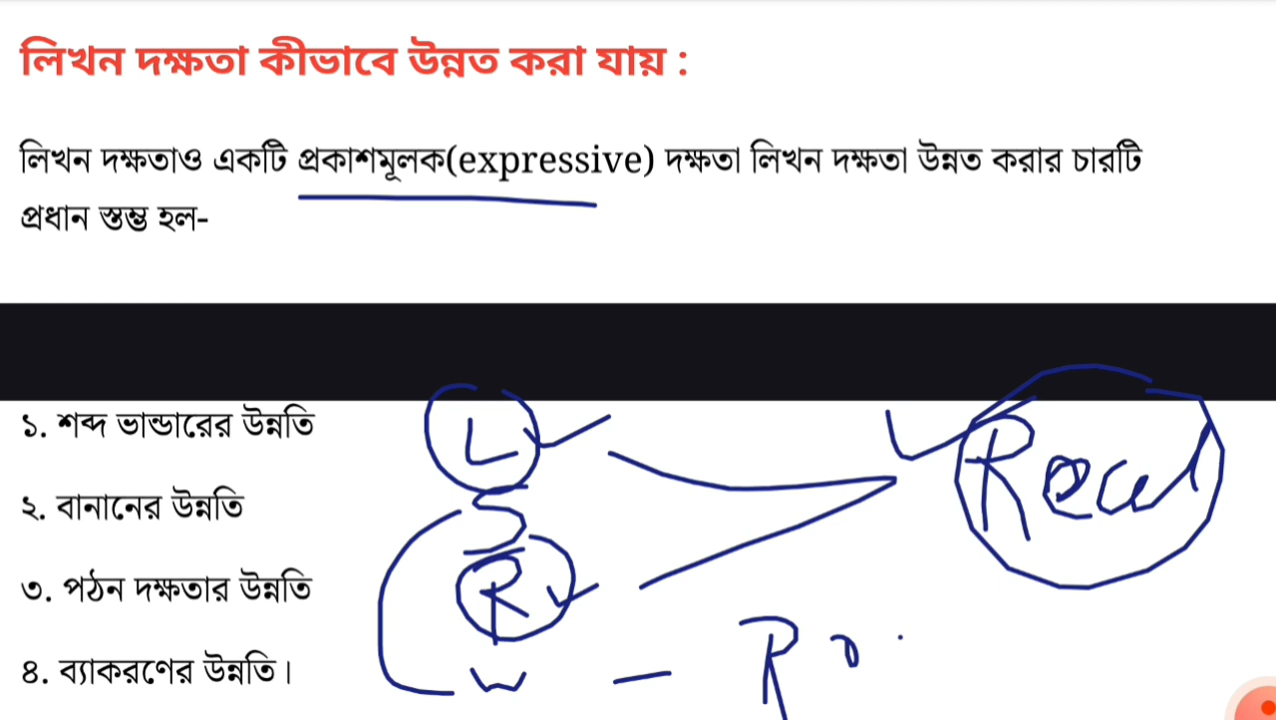 লিখন দক্ষতা কীভাবে উন্নত করা যায় :
লিখন দক্ষতাও একটি প্রকাশমূলক(expressive) দক্ষতা লিখন দক্ষতা উন্নত করার চারটি
প্রধান স্তম্ভ হল-
১. শব্দ ভান্ডারের উন্নতি
L
২. বানানের উন্নতি
S
৩. পঠন দক্ষতার উন্নতি
R
৪. ব্যাকরণের উন্নতি।
W –